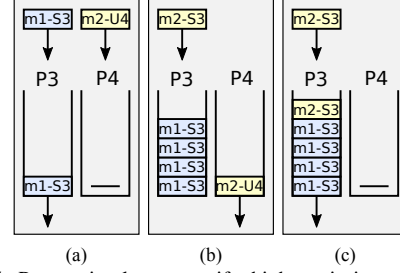 m1-S3 m2-U4 m2-S3 m2-S3
P3 P4 P3 P4 P3 P4
m2-S3
m1-S3 m1-S3
m1-S3 m1-S3
m1-S3 m1-S3
m1-S3 m1-S3 m2-U4 m1-S3
(a) (b) (c)